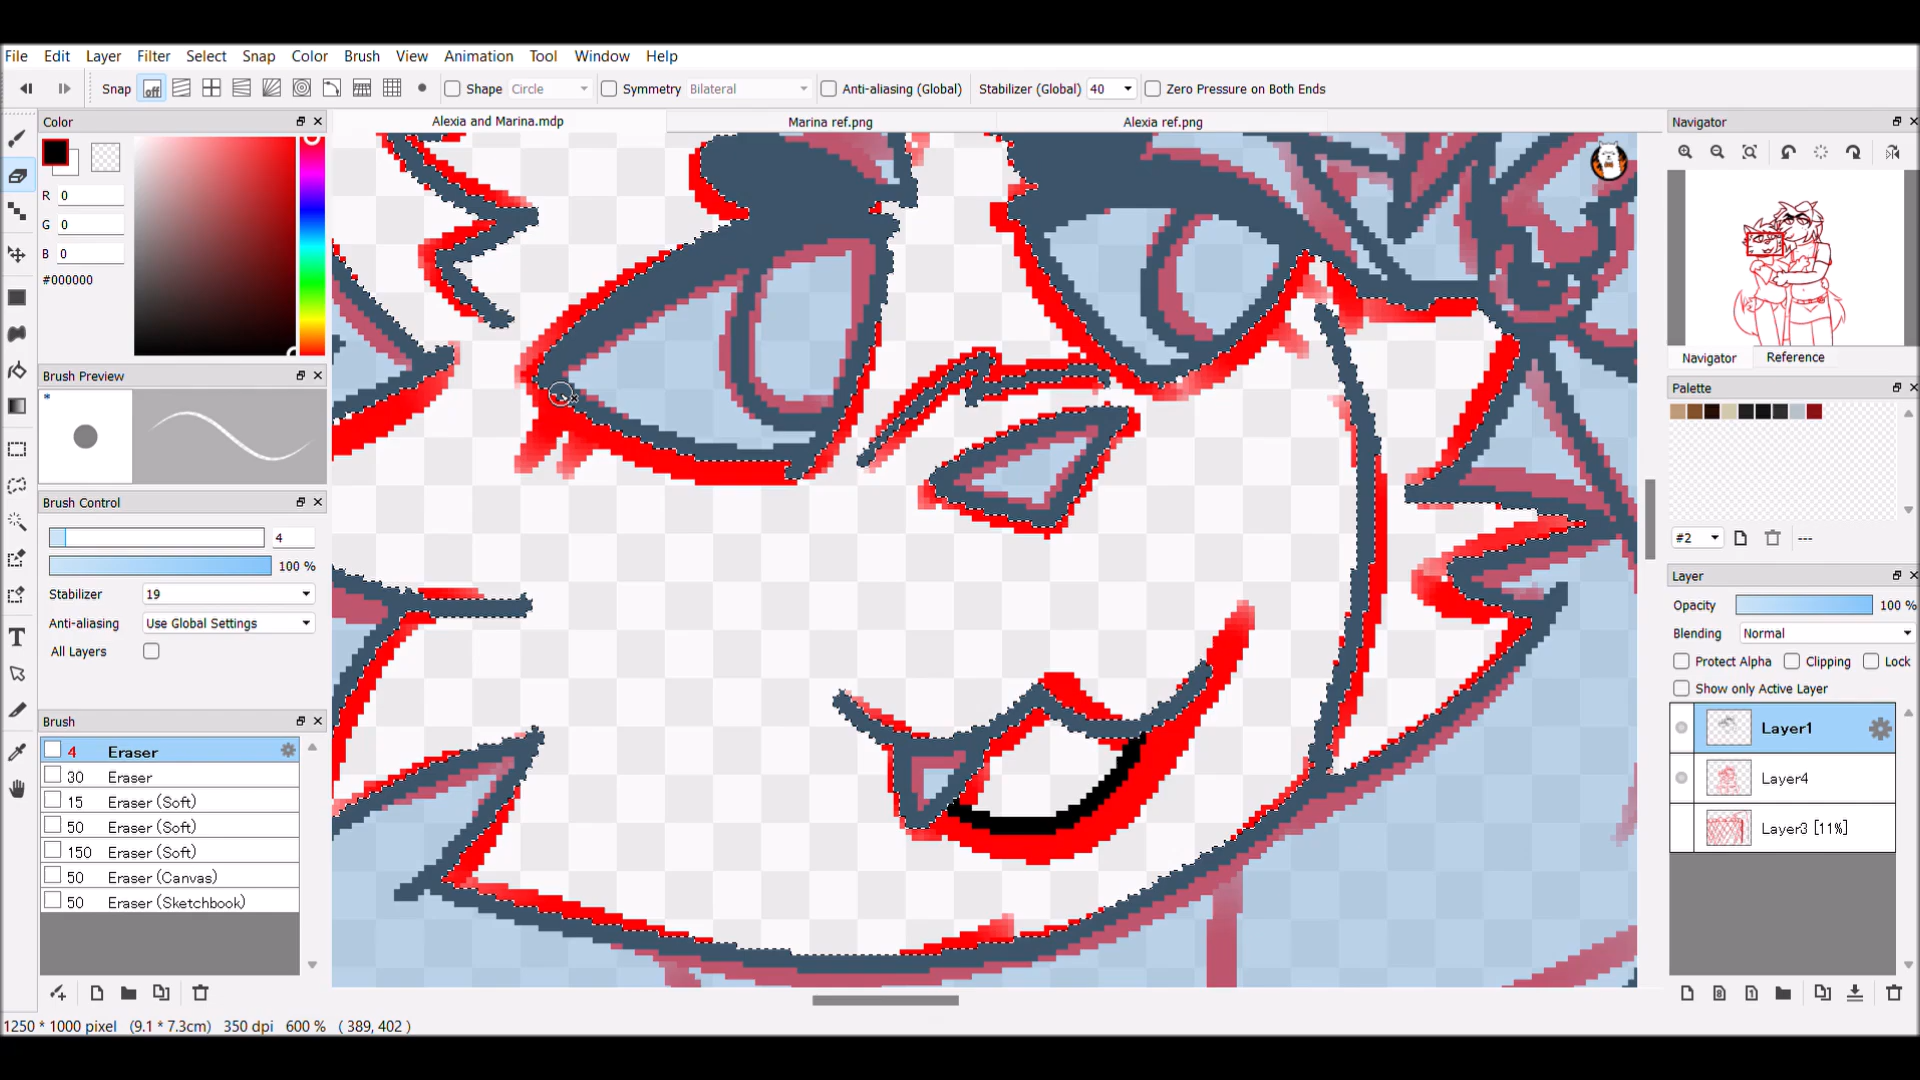 File Edit Layer Filter Select Snap Color Brush View Animation Tool Window Help
Snap off Shape Circle Symmetry Bilateral Anti-aliasing (Global) Stabilizer (Global) 40 Zero Pressure on Both Ends
Color
Alexia and Marina.mdp Marina ref.png Alexia ref.png
R 0
G 0
B 0
#000000
Brush Preview
*
Brush Control
4
100 %
Stabilizer 19
Anti-aliasing Use Global Settings
All Layers
Brush
4 Eraser
30 Eraser
15 Eraser (Soft)
50 Eraser (Soft)
150 Eraser (Soft)
50 Eraser (Canvas)
50 Eraser (Sketchbook)
Navigator
Navigator Reference
Palette
#2 ---
Layer
Opacity 100 %
Blending Normal
Protect Alpha Clipping Lock
Show only Active Layer
Layer1
Layer4
Layer3 [11%]
1250 * 1000 pixel (9.1 * 7.3cm) 350 dpi 600 % ( 389, 402 )